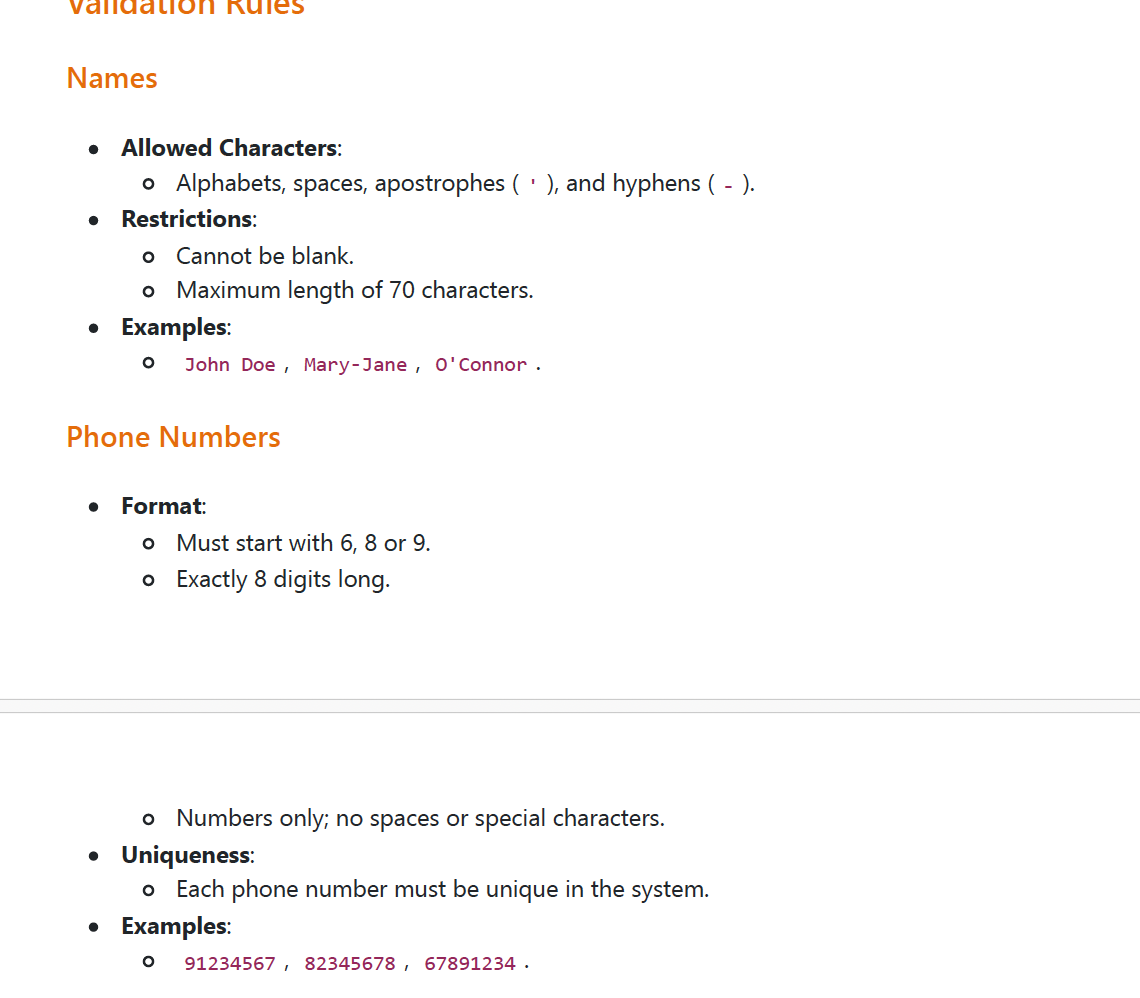 Validation Rules
Names
Allowed Characters:
Alphabets, spaces, apostrophes ( ' ), and hyphens ( - ).
Restrictions:
Cannot be blank.
Maximum length of 70 characters.
Examples:
John Doe , Mary-Jane , O'Connor .
Phone Numbers
Format:
Must start with 6, 8 or 9.
Exactly 8 digits long.
Numbers only; no spaces or special characters.
Uniqueness:
Each phone number must be unique in the system.
Examples:
91234567 , 82345678 , 67891234 .